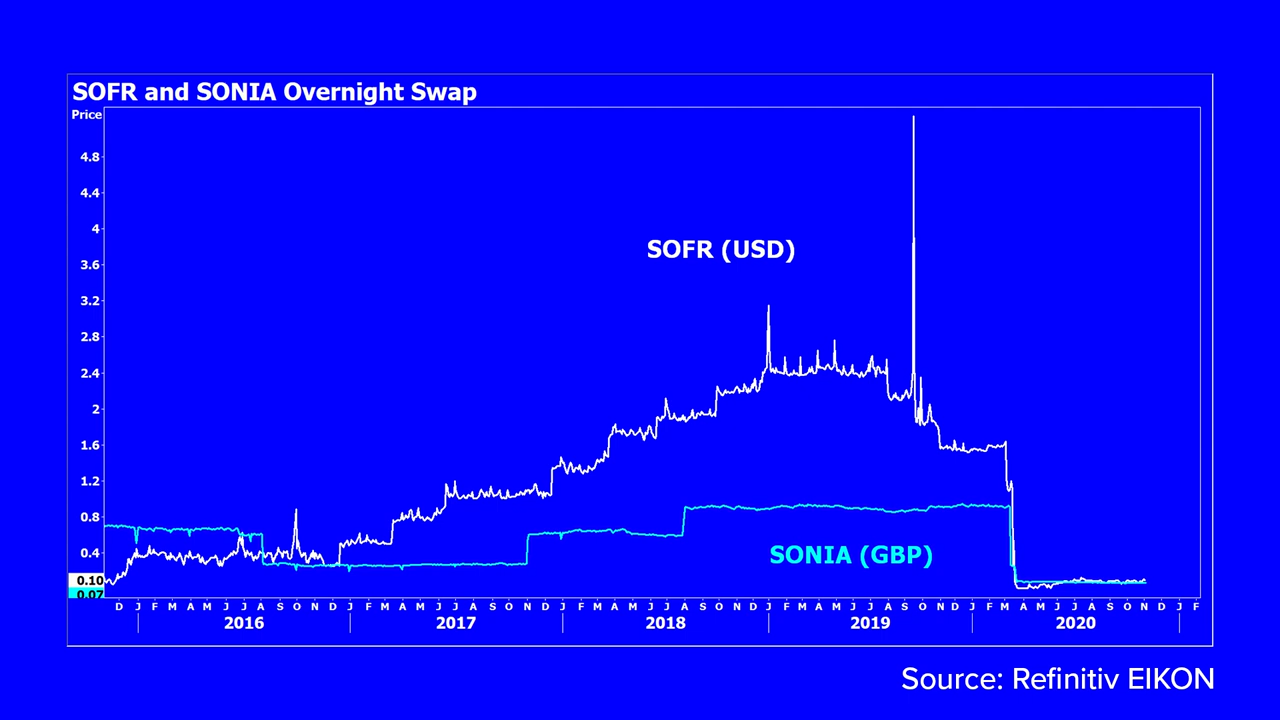 SOFR and SONIA Overnight Swap
Price
4.8
4.4
4
3.6
SOFR (USD)
3.2
2.8
2.4
2
1.6
1.2
0.8
SONIA (GBP)
0.4
0.10
0.07
D J F M A M J J A S O N D J F M A M J J A S O N D J F M A M J J A S O N D J F M A M J J A S O N D J F M A M J J A S O N D J F
2016 2017 2018 2019 2020
Source: Refinitiv EIKON